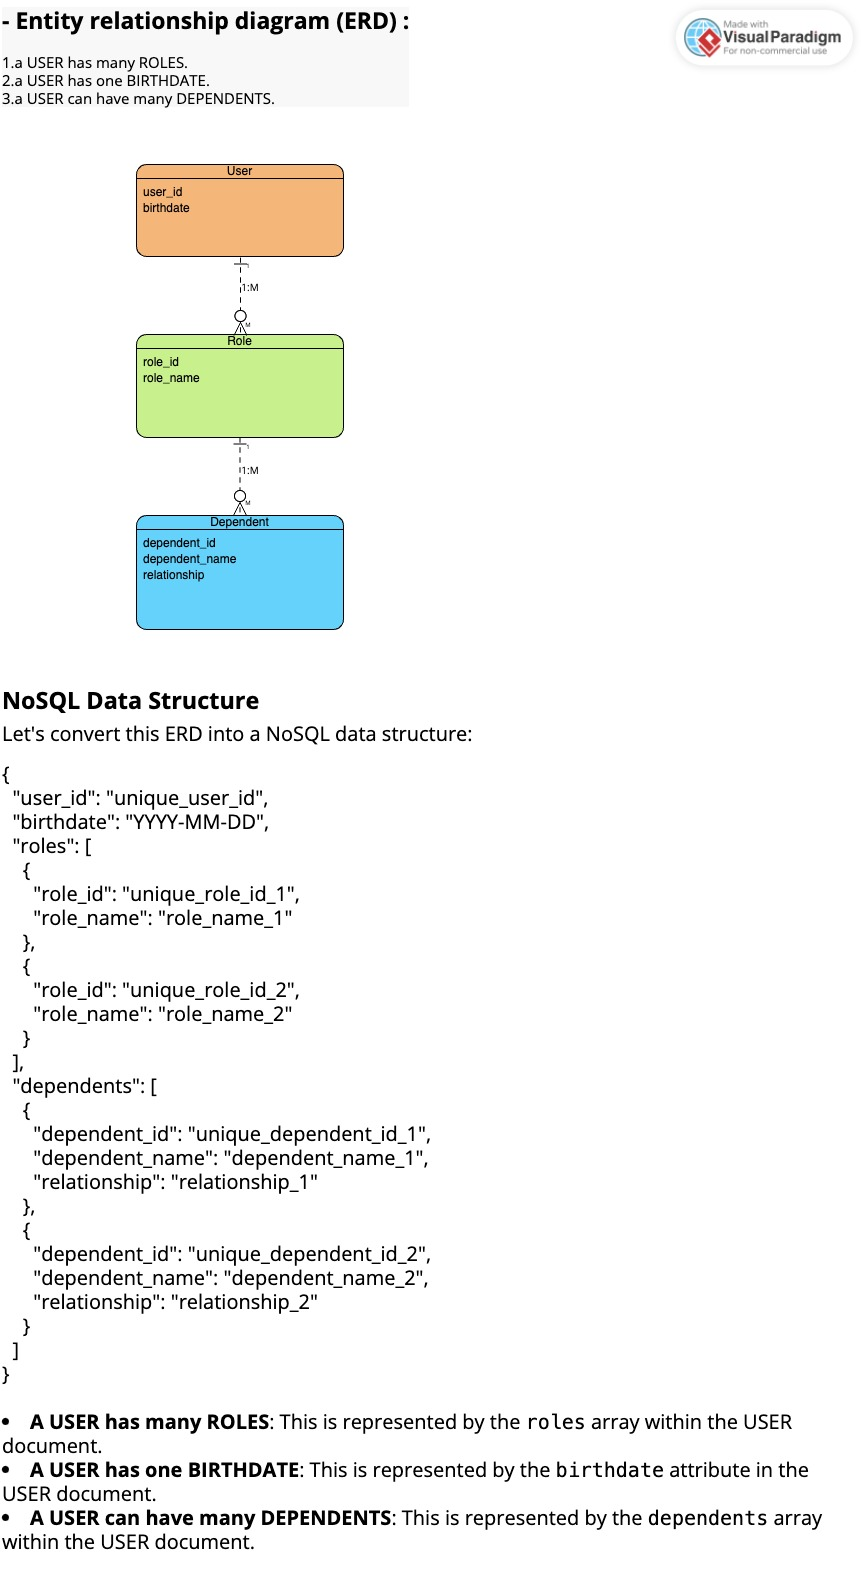 - Entity relationship diagram (ERD) :
Made with
Visual Paradigm
For non-commercial use
1.a USER has many ROLES.
2.a USER has one BIRTHDATE.
3.a USER can have many DEPENDENTS.
User
user_id
birthdate
1
1:M
M
Role
role_id
role_name
1
1:M
M
Dependent
dependent_id
dependent_name
relationship
NoSQL Data Structure
Let's convert this ERD into a NoSQL data structure:
{
"user_id": "unique_user_id",
"birthdate": "YYYY-MM-DD",
"roles": [
{
"role_id": "unique_role_id_1",
"role_name": "role_name_1"
},
{
"role_id": "unique_role_id_2",
"role_name": "role_name_2"
}
],
"dependents": [
{
"dependent_id": "unique_dependent_id_1",
"dependent_name": "dependent_name_1",
"relationship": "relationship_1"
},
{
"dependent_id": "unique_dependent_id_2",
"dependent_name": "dependent_name_2",
"relationship": "relationship_2"
}
]
}
• A USER has many ROLES: This is represented by the roles array within the USER
document.
• A USER has one BIRTHDATE: This is represented by the birthdate attribute in the
USER document.
• A USER can have many DEPENDENTS: This is represented by the dependents array
within the USER document.